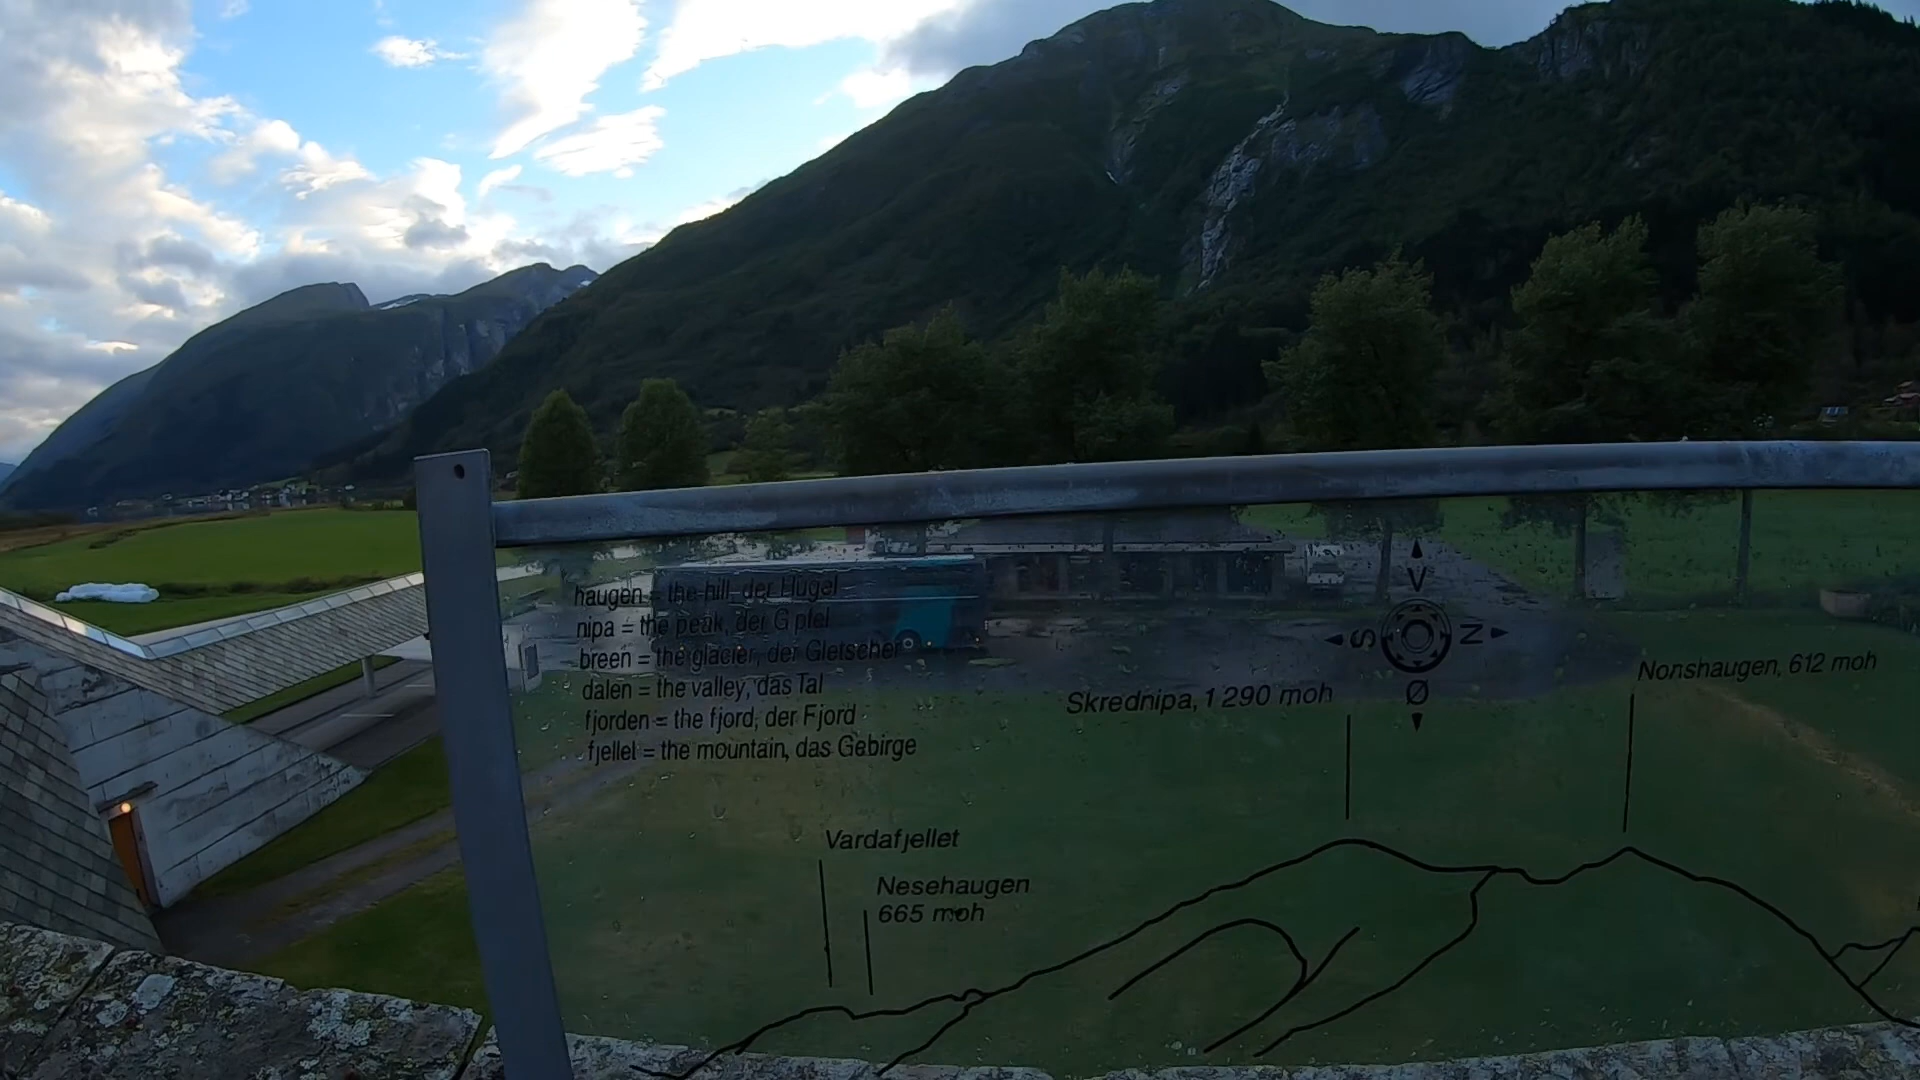 haugen = the hill, der Hügel
nipa = the peak, der G pfel
breen = the glacier, der Gletscher
dalen = the valley, das Tal
fjorden = the fjord, der Fjord
fjellet = the mountain, das Gebirge
V
S N
Ø
Skrednipa, 1 290 moh
Nonshaugen, 612 moh
Vardafjellet
Nesehaugen
665 moh